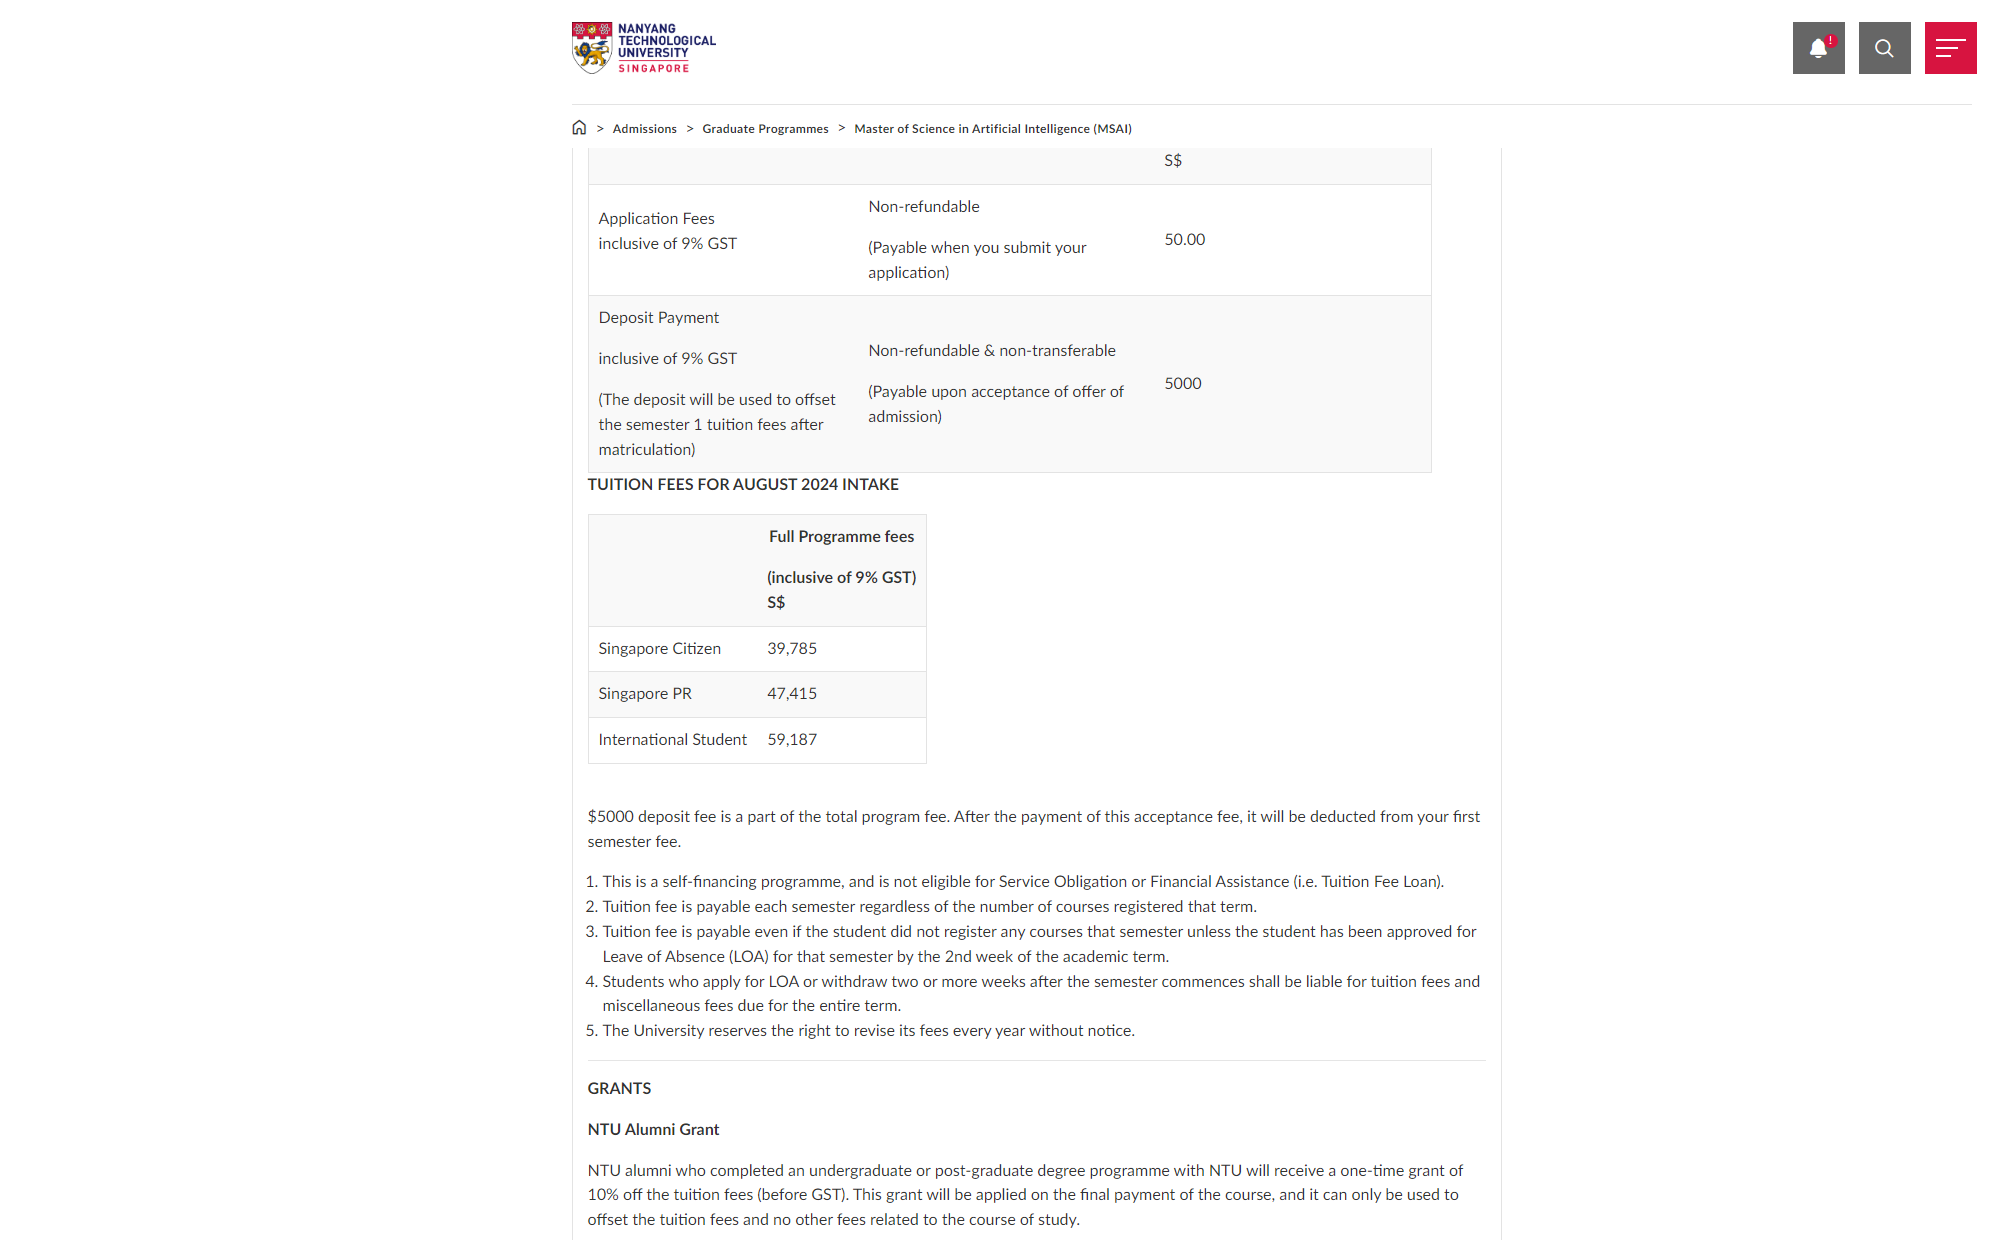 NANYANG
TECHNOLOGICAL
UNIVERSITY
SINGAPORE
!
> Admissions > Graduate Programmes > Master of Science in Artificial Intelligence (MSAI)
S$
Application Fees
inclusive of 9% GST
Non-refundable
(Payable when you submit your
application)
50.00
Deposit Payment
inclusive of 9% GST
(The deposit will be used to offset
the semester 1 tuition fees after
matriculation)
Non-refundable & non-transferable
(Payable upon acceptance of offer of
admission)
5000
TUITION FEES FOR AUGUST 2024 INTAKE
Full Programme fees
(inclusive of 9% GST)
S$
Singapore Citizen 39,785
Singapore PR 47,415
International Student 59,187
$5000 deposit fee is a part of the total program fee. After the payment of this acceptance fee, it will be deducted from your first
semester fee.
1. This is a self-financing programme, and is not eligible for Service Obligation or Financial Assistance (i.e. Tuition Fee Loan).
2. Tuition fee is payable each semester regardless of the number of courses registered that term.
3. Tuition fee is payable even if the student did not register any courses that semester unless the student has been approved for
Leave of Absence (LOA) for that semester by the 2nd week of the academic term.
4. Students who apply for LOA or withdraw two or more weeks after the semester commences shall be liable for tuition fees and
miscellaneous fees due for the entire term.
5. The University reserves the right to revise its fees every year without notice.
GRANTS
NTU Alumni Grant
NTU alumni who completed an undergraduate or post-graduate degree programme with NTU will receive a one-time grant of
10% off the tuition fees (before GST). This grant will be applied on the final payment of the course, and it can only be used to
offset the tuition fees and no other fees related to the course of study.